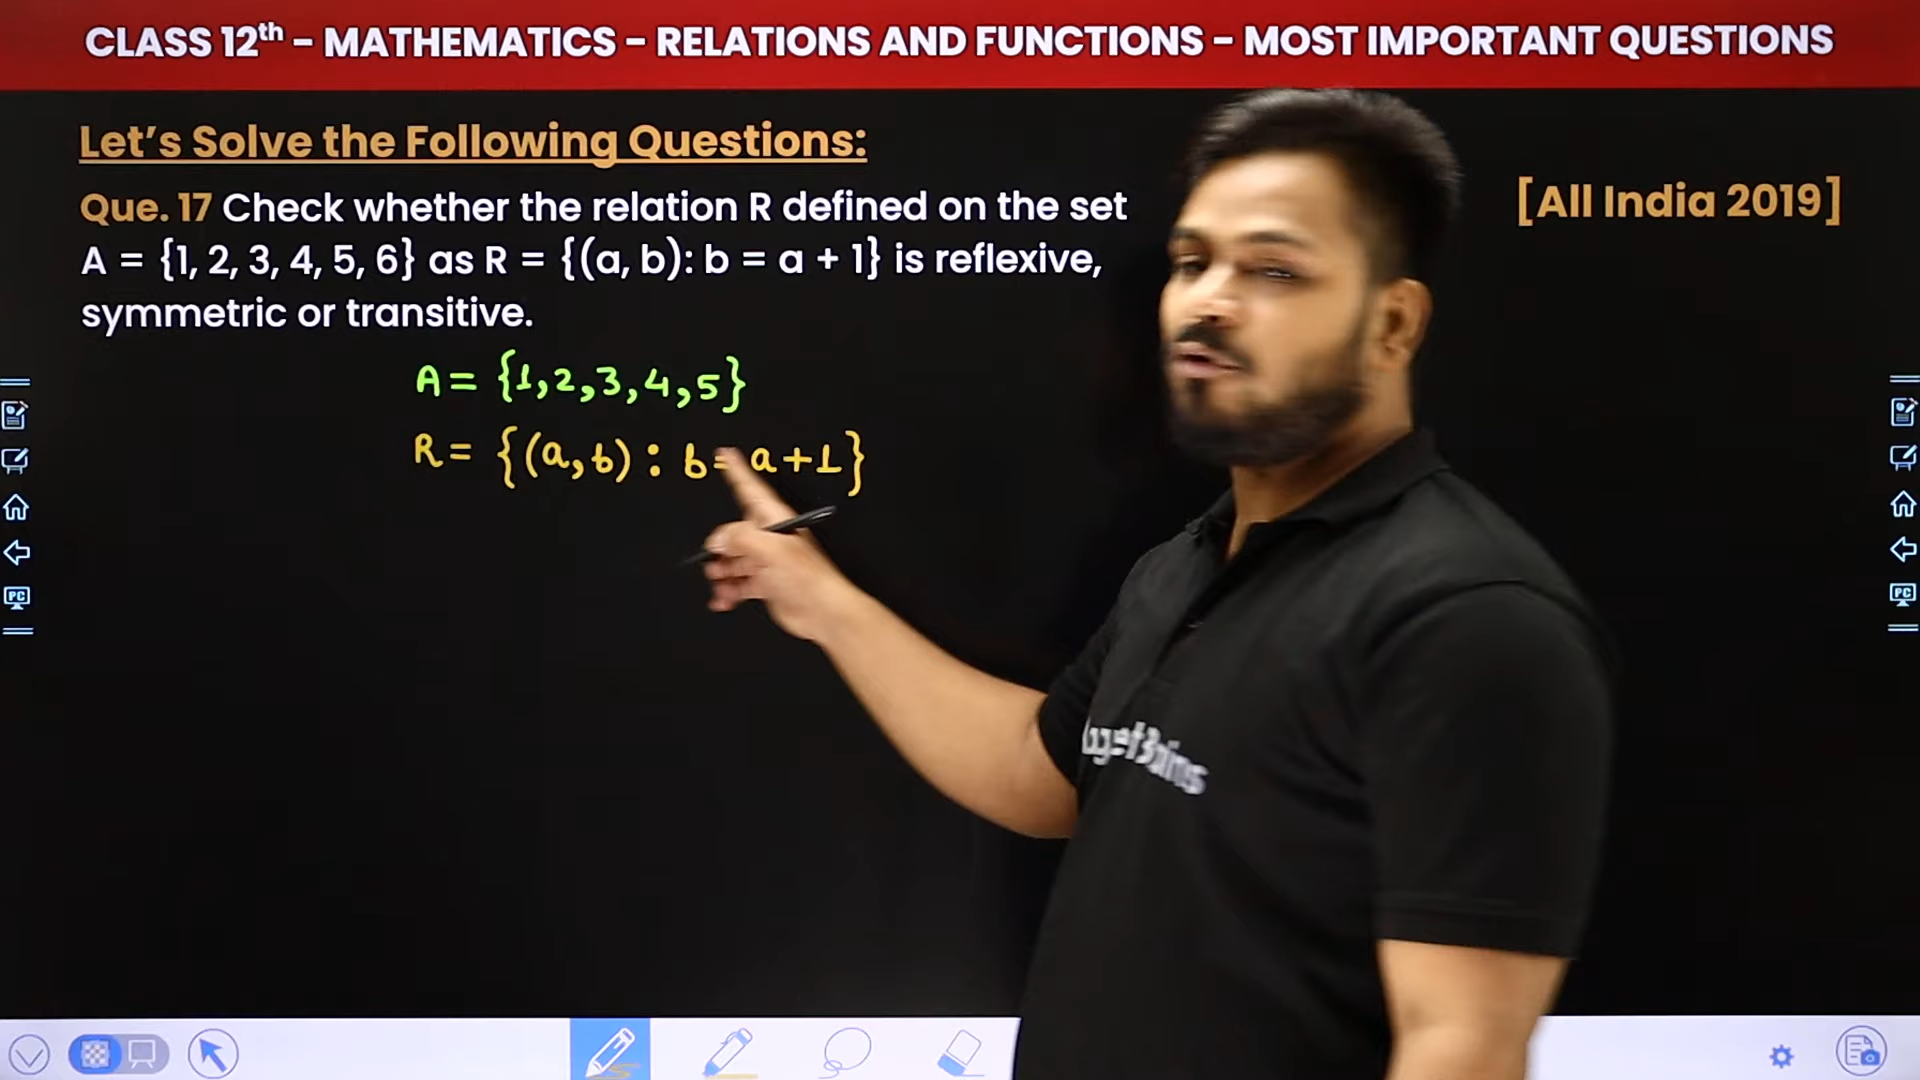 CLASS 12th – MATHEMATICS – RELATIONS AND FUNCTIONS – MOST IMPORTANT QUESTIONS
Let's Solve the Following Questions:
[All India 2019]
Que. 17 Check whether the relation R defined on the set
A = {1, 2, 3, 4, 5, 6} as R = {(a, b): b = a + 1} is reflexive,
symmetric or transitive.
A = {1,2,3,4,5}
R = {(a,b) : b = a+1}
PC
PC